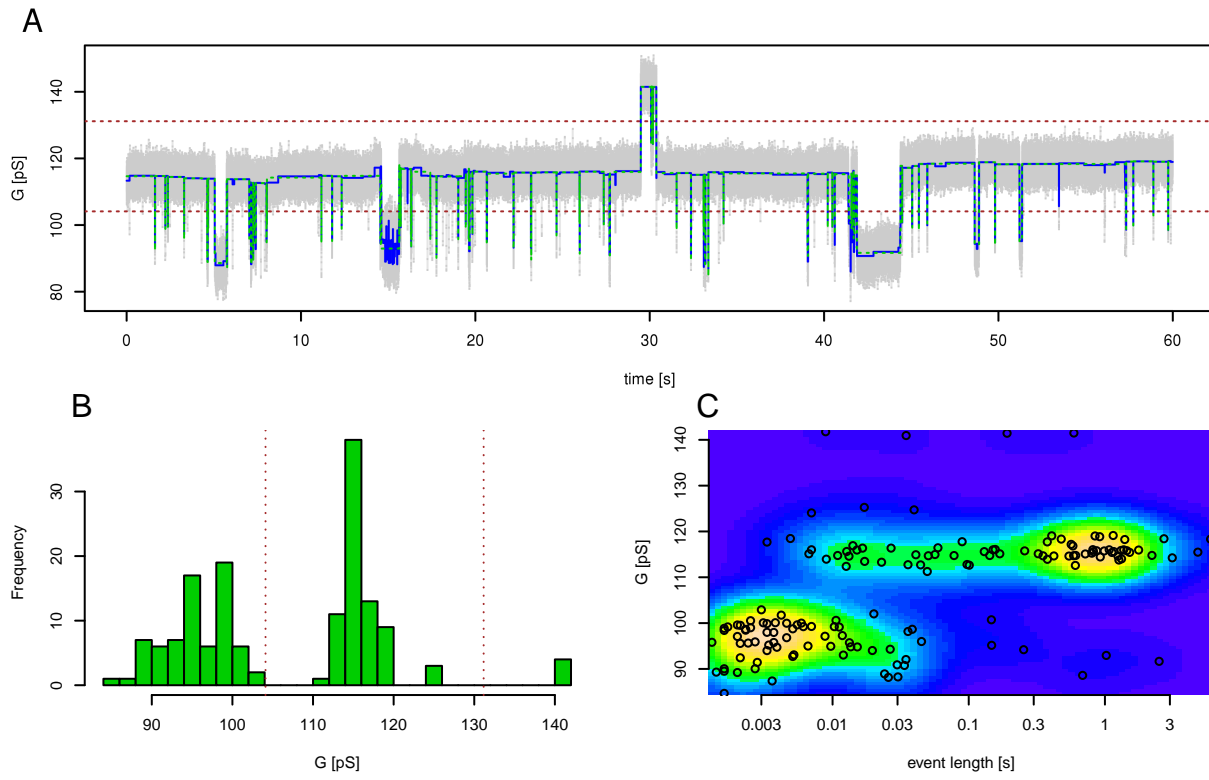 A
G [pS]
140
120
100
80
0 10 20 30 40 50 60
time [s]
B
Frequency
30
20
10
0
90 100 110 120 130 140
G [pS]
C
G [pS]
140
130
120
110
100
90
0.003 0.01 0.03 0.1 0.3 1 3
event length [s]